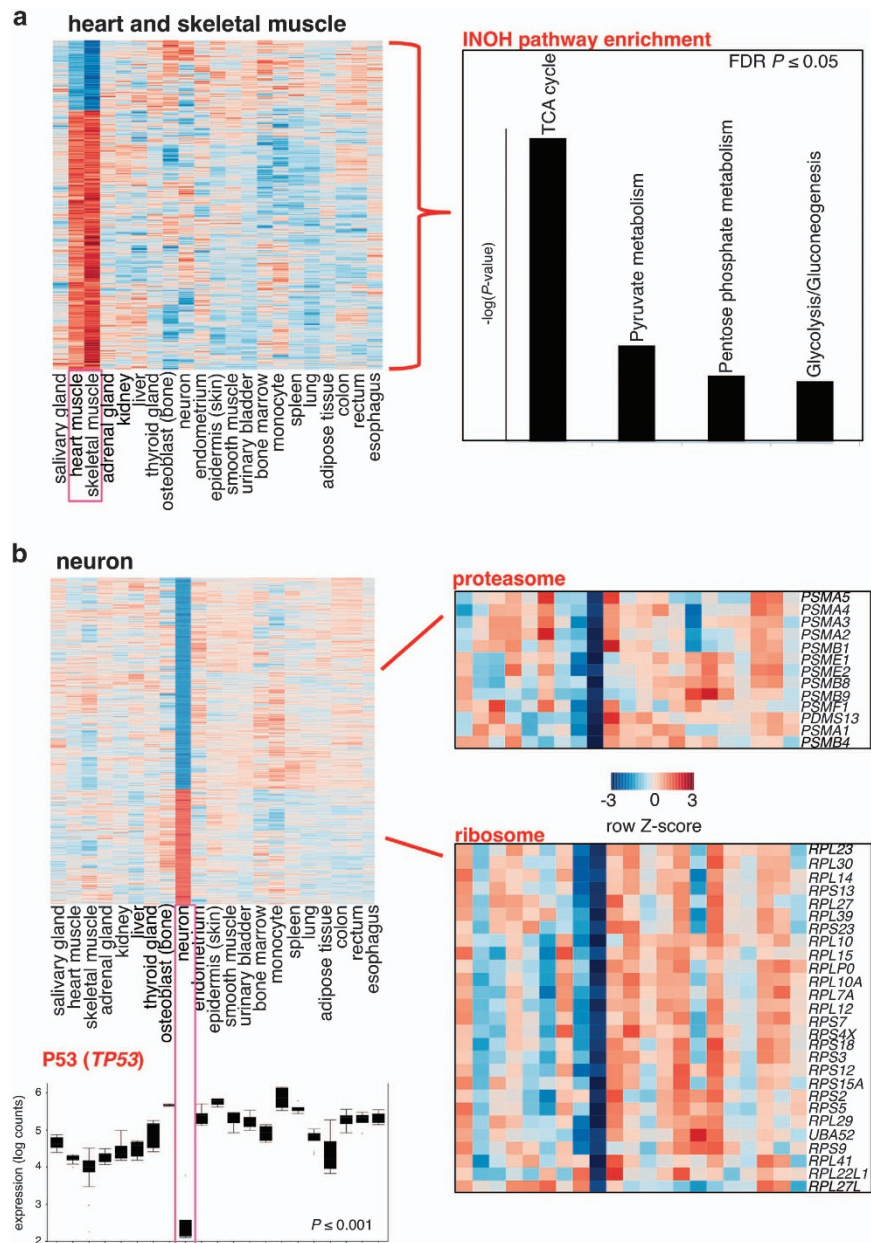 a
heart and skeletal muscle
INOH pathway enrichment
FDR P ≤ 0.05
-log(P-value)
TCA cycle
Pyruvate metabolism
Pentose phosphate metabolism
Glycolysis/Gluconeogenesis
salivary gland
heart muscle
skeletal muscle
adrenal gland
kidney
liver
thyroid gland
osteoblast (bone)
neuron
endometrium
epidermis (skin)
smooth muscle
urinary bladder
bone marrow
monocyte
spleen
lung
adipose tissue
colon
rectum
esophagus
b
neuron
proteasome
PSMA5
PSMA4
PSMA3
PSMA2
PSMB1
PSME1
PSME2
PSMB8
PSMB9
PSMF1
PDMS13
PSMA1
PSMB4
-3 0 3
row Z-score
ribosome
RPL23
RPL30
RPL14
RPS13
RPL27
RPL39
RPS23
RPL10
RPL15
RPLP0
RPL10A
RPL7A
RPL12
RPS7
RPS4X
RPS18
RPS3
RPS12
RPS15A
RPS2
RPS5
RPL29
UBA52
RPS9
RPL41
RPL22L1
RPL27L
salivary gland
heart muscle
skeletal muscle
adrenal gland
kidney
liver
thyroid gland
osteoblast (bone)
neuron
endometrium
epidermis (skin)
smooth muscle
urinary bladder
bone marrow
monocyte
spleen
lung
adipose tissue
colon
rectum
esophagus
P53 (TP53)
expression (log counts)
6
5
4
3
2
P ≤ 0.001